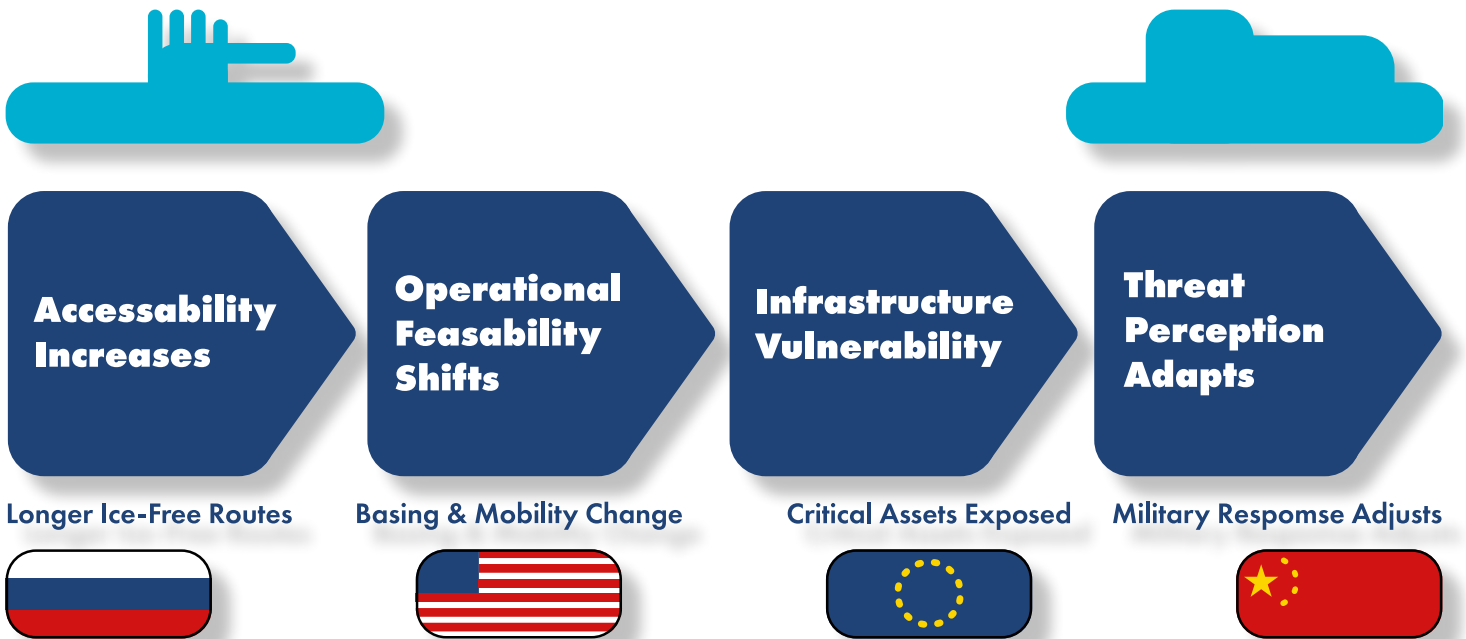 Accessability
Increases
Operational
Feasability
Shifts
Infrastructure
Vulnerability
Threat
Perception
Adapts
Longer Ice-Free Routes
Basing & Mobility Change
Critical Assets Exposed
Military Respomse Adjusts